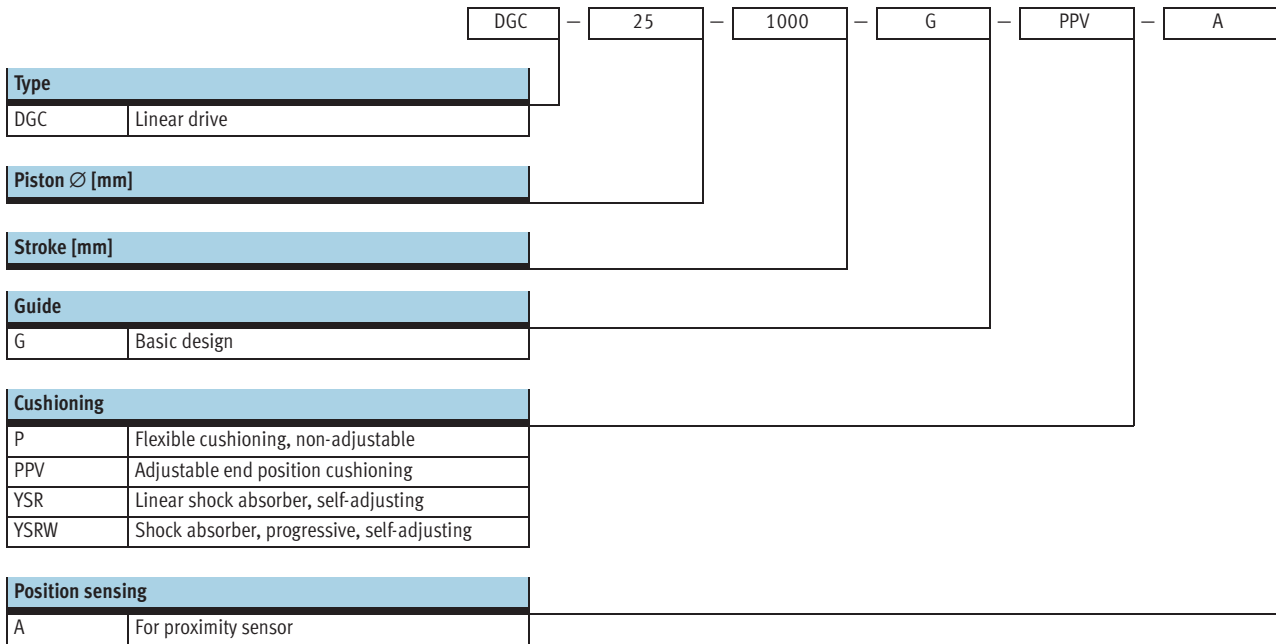 DGC – 25 – 1000 – G – PPV – A
Type
DGC Linear drive
Piston ∅ [mm]
Stroke [mm]
Guide
G Basic design
Cushioning
P Flexible cushioning, non-adjustable
PPV Adjustable end position cushioning
YSR Linear shock absorber, self-adjusting
YSRW Shock absorber, progressive, self-adjusting
Position sensing
A For proximity sensor